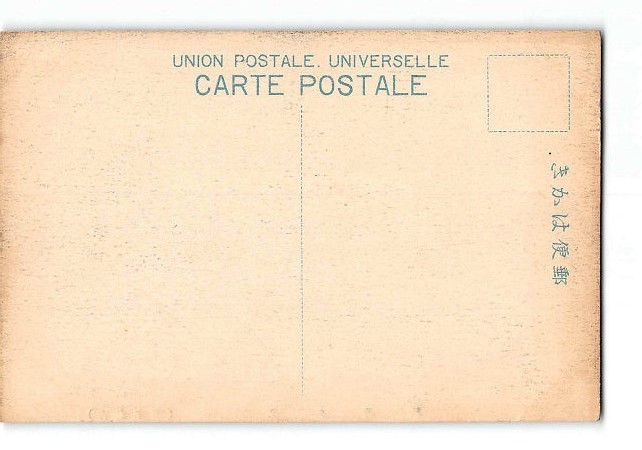 UNION POSTALE. UNIVERSELLE
CARTE POSTALE
きかは便郵